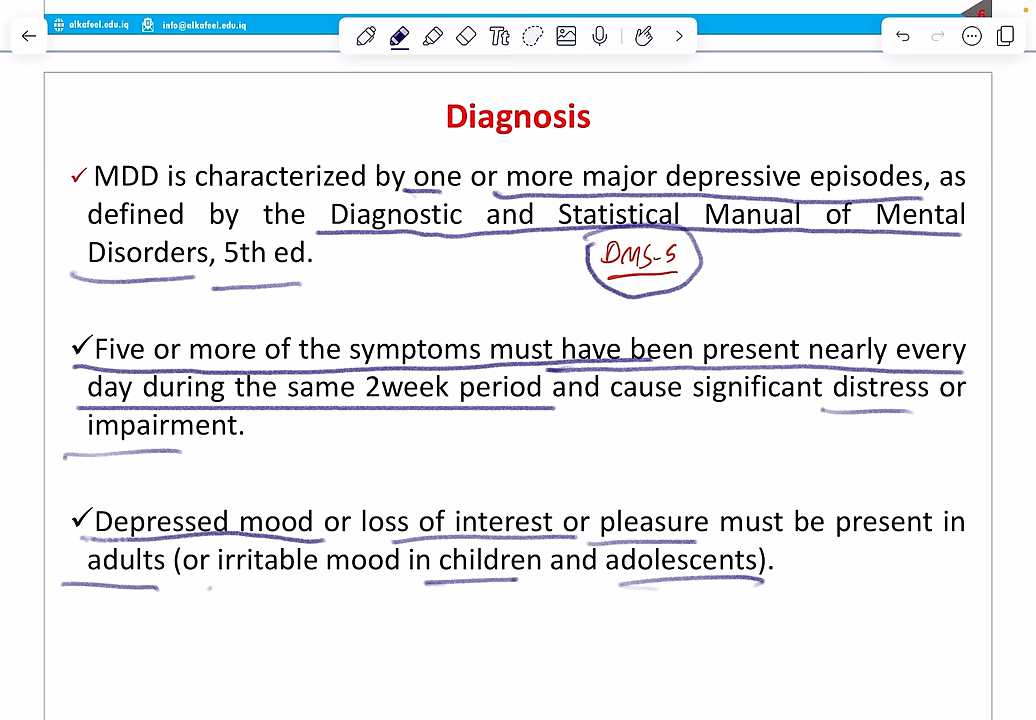 alkafeel.edu.iq info@alkafeel.edu.iq
Tt
Diagnosis
✓ MDD is characterized by one or more major depressive episodes, as
defined by the Diagnostic and Statistical Manual of Mental
Disorders, 5th ed.
DMS-5
✓Five or more of the symptoms must have been present nearly every
day during the same 2week period and cause significant distress or
impairment.
✓Depressed mood or loss of interest or pleasure must be present in
adults (or irritable mood in children and adolescents).